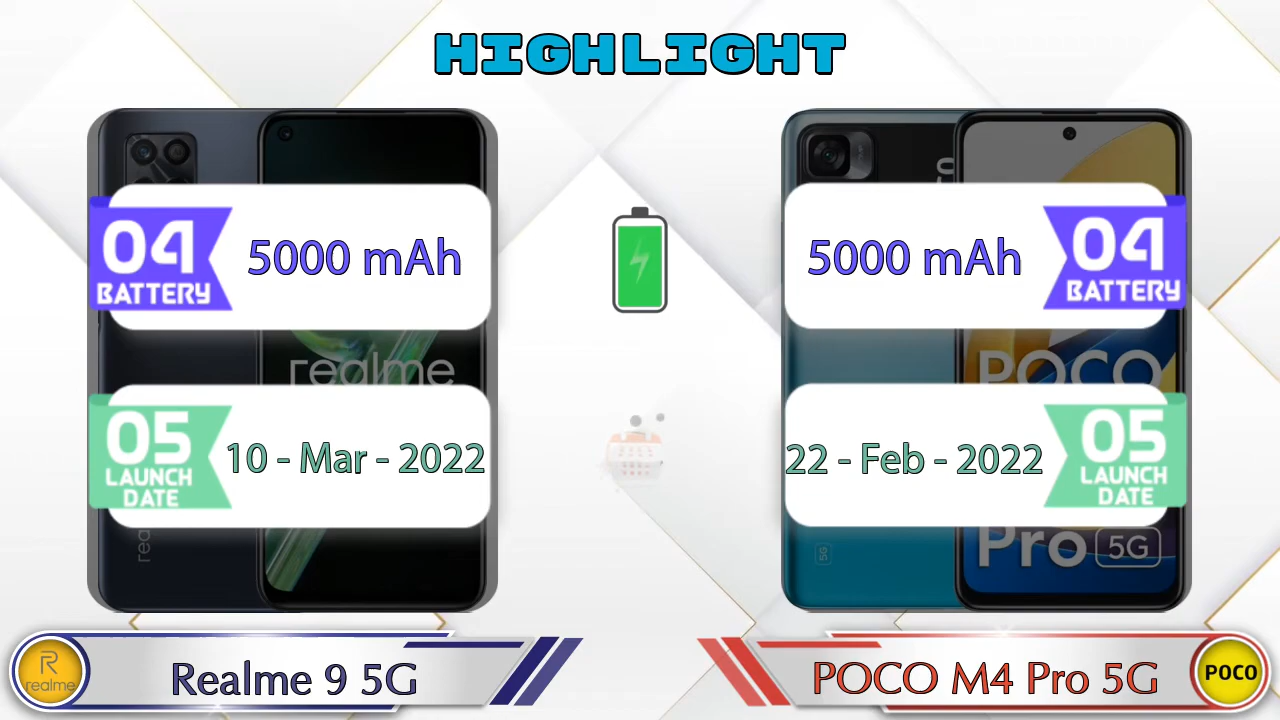 HIGHLIGHT
04
BATTERY
5000 mAh
5000 mAh
04
BATTERY
realme
POCO
05
LAUNCH
DATE
10 - Mar - 2022
22 - Feb - 2022
05
LAUNCH
DATE
Pro 5G
5G
R
realme
Realme 9 5G
POCO M4 Pro 5G
POCO